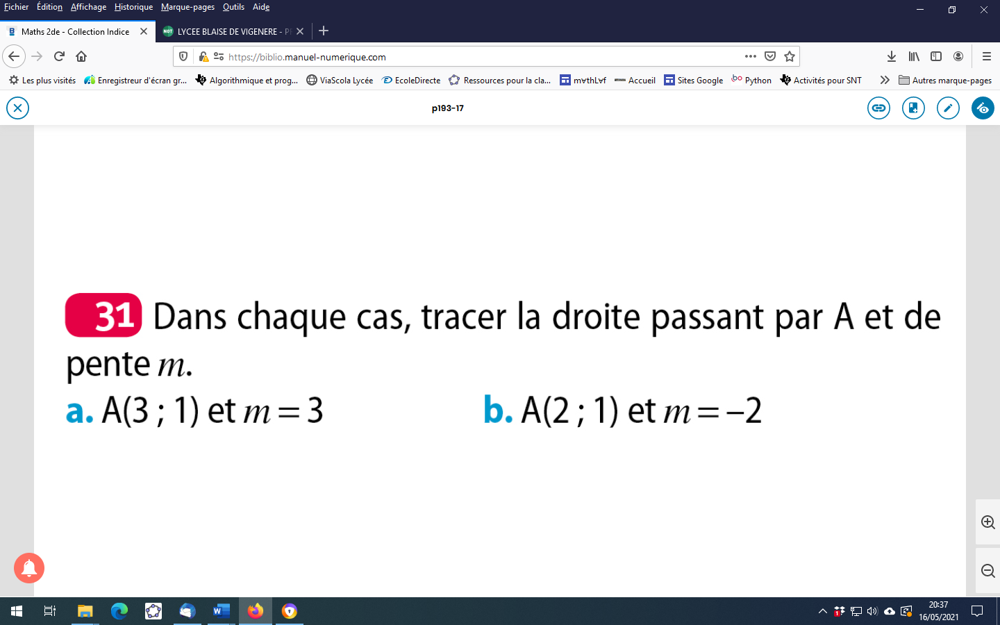 Fichier Édition Affichage Historique Marque-pages Outils Aide
Maths 2de - Collection Indice
LYCEE BLAISE DE VIGENERE - P
https://biblio.manuel-numerique.com
Les plus visités Enregistreur d'écran gr... Algorithmique et prog... ViaScola Lycée EcoleDirecte Ressources pour la cla... m∀thL∀f Accueil Sites Google Python Activités pour SNT Autres marque-pages
p193-17
31 Dans chaque cas, tracer la droite passant par A et de
pente m.
a. A(3 ; 1) et m = 3 b. A(2 ; 1) et m = –2
20:37
16/05/2021